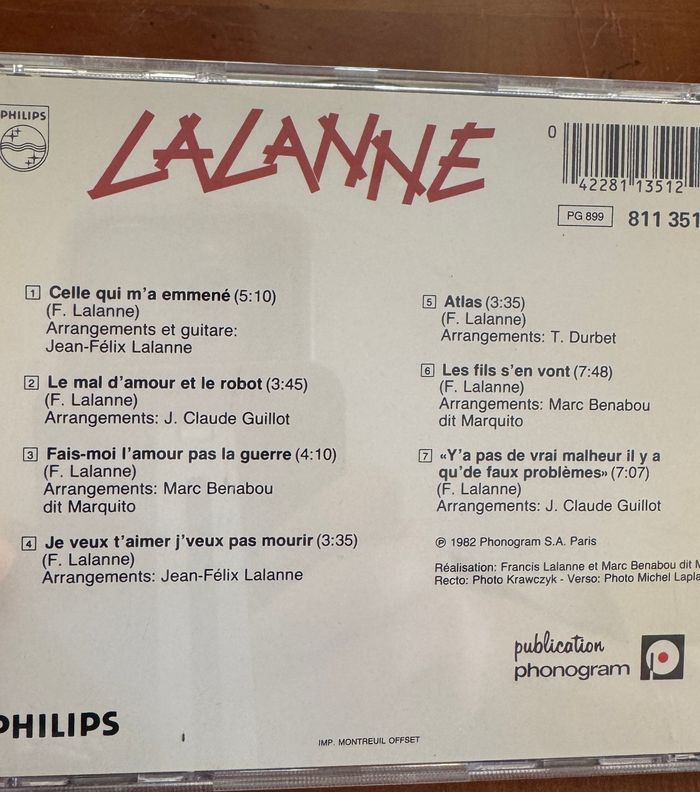 PHILIPS
LALANNE
0
42281 13512
PG 899
811 351
1 Celle qui m'a emmené (5:10)
(F. Lalanne)
Arrangements et guitare:
Jean-Félix Lalanne
2 Le mal d'amour et le robot (3:45)
(F. Lalanne)
Arrangements: J. Claude Guillot
3 Fais-moi l'amour pas la guerre (4:10)
(F. Lalanne)
Arrangements: Marc Benabou
dit Marquito
4 Je veux t'aimer j'veux pas mourir (3:35)
(F. Lalanne)
Arrangements: Jean-Félix Lalanne
5 Atlas (3:35)
(F. Lalanne)
Arrangements: T. Durbet
6 Les fils s'en vont (7:48)
(F. Lalanne)
Arrangements: Marc Benabou
dit Marquito
7 «Y'a pas de vrai malheur il y a
qu'de faux problèmes» (7:07)
(F. Lalanne)
Arrangements: J. Claude Guillot
℗ 1982 Phonogram S.A. Paris
Réalisation: Francis Lalanne et Marc Benabou dit M
Recto: Photo Krawczyk - Verso: Photo Michel Lapla
publication
phonogram
PHILIPS
IMP. MONTREUIL OFFSET